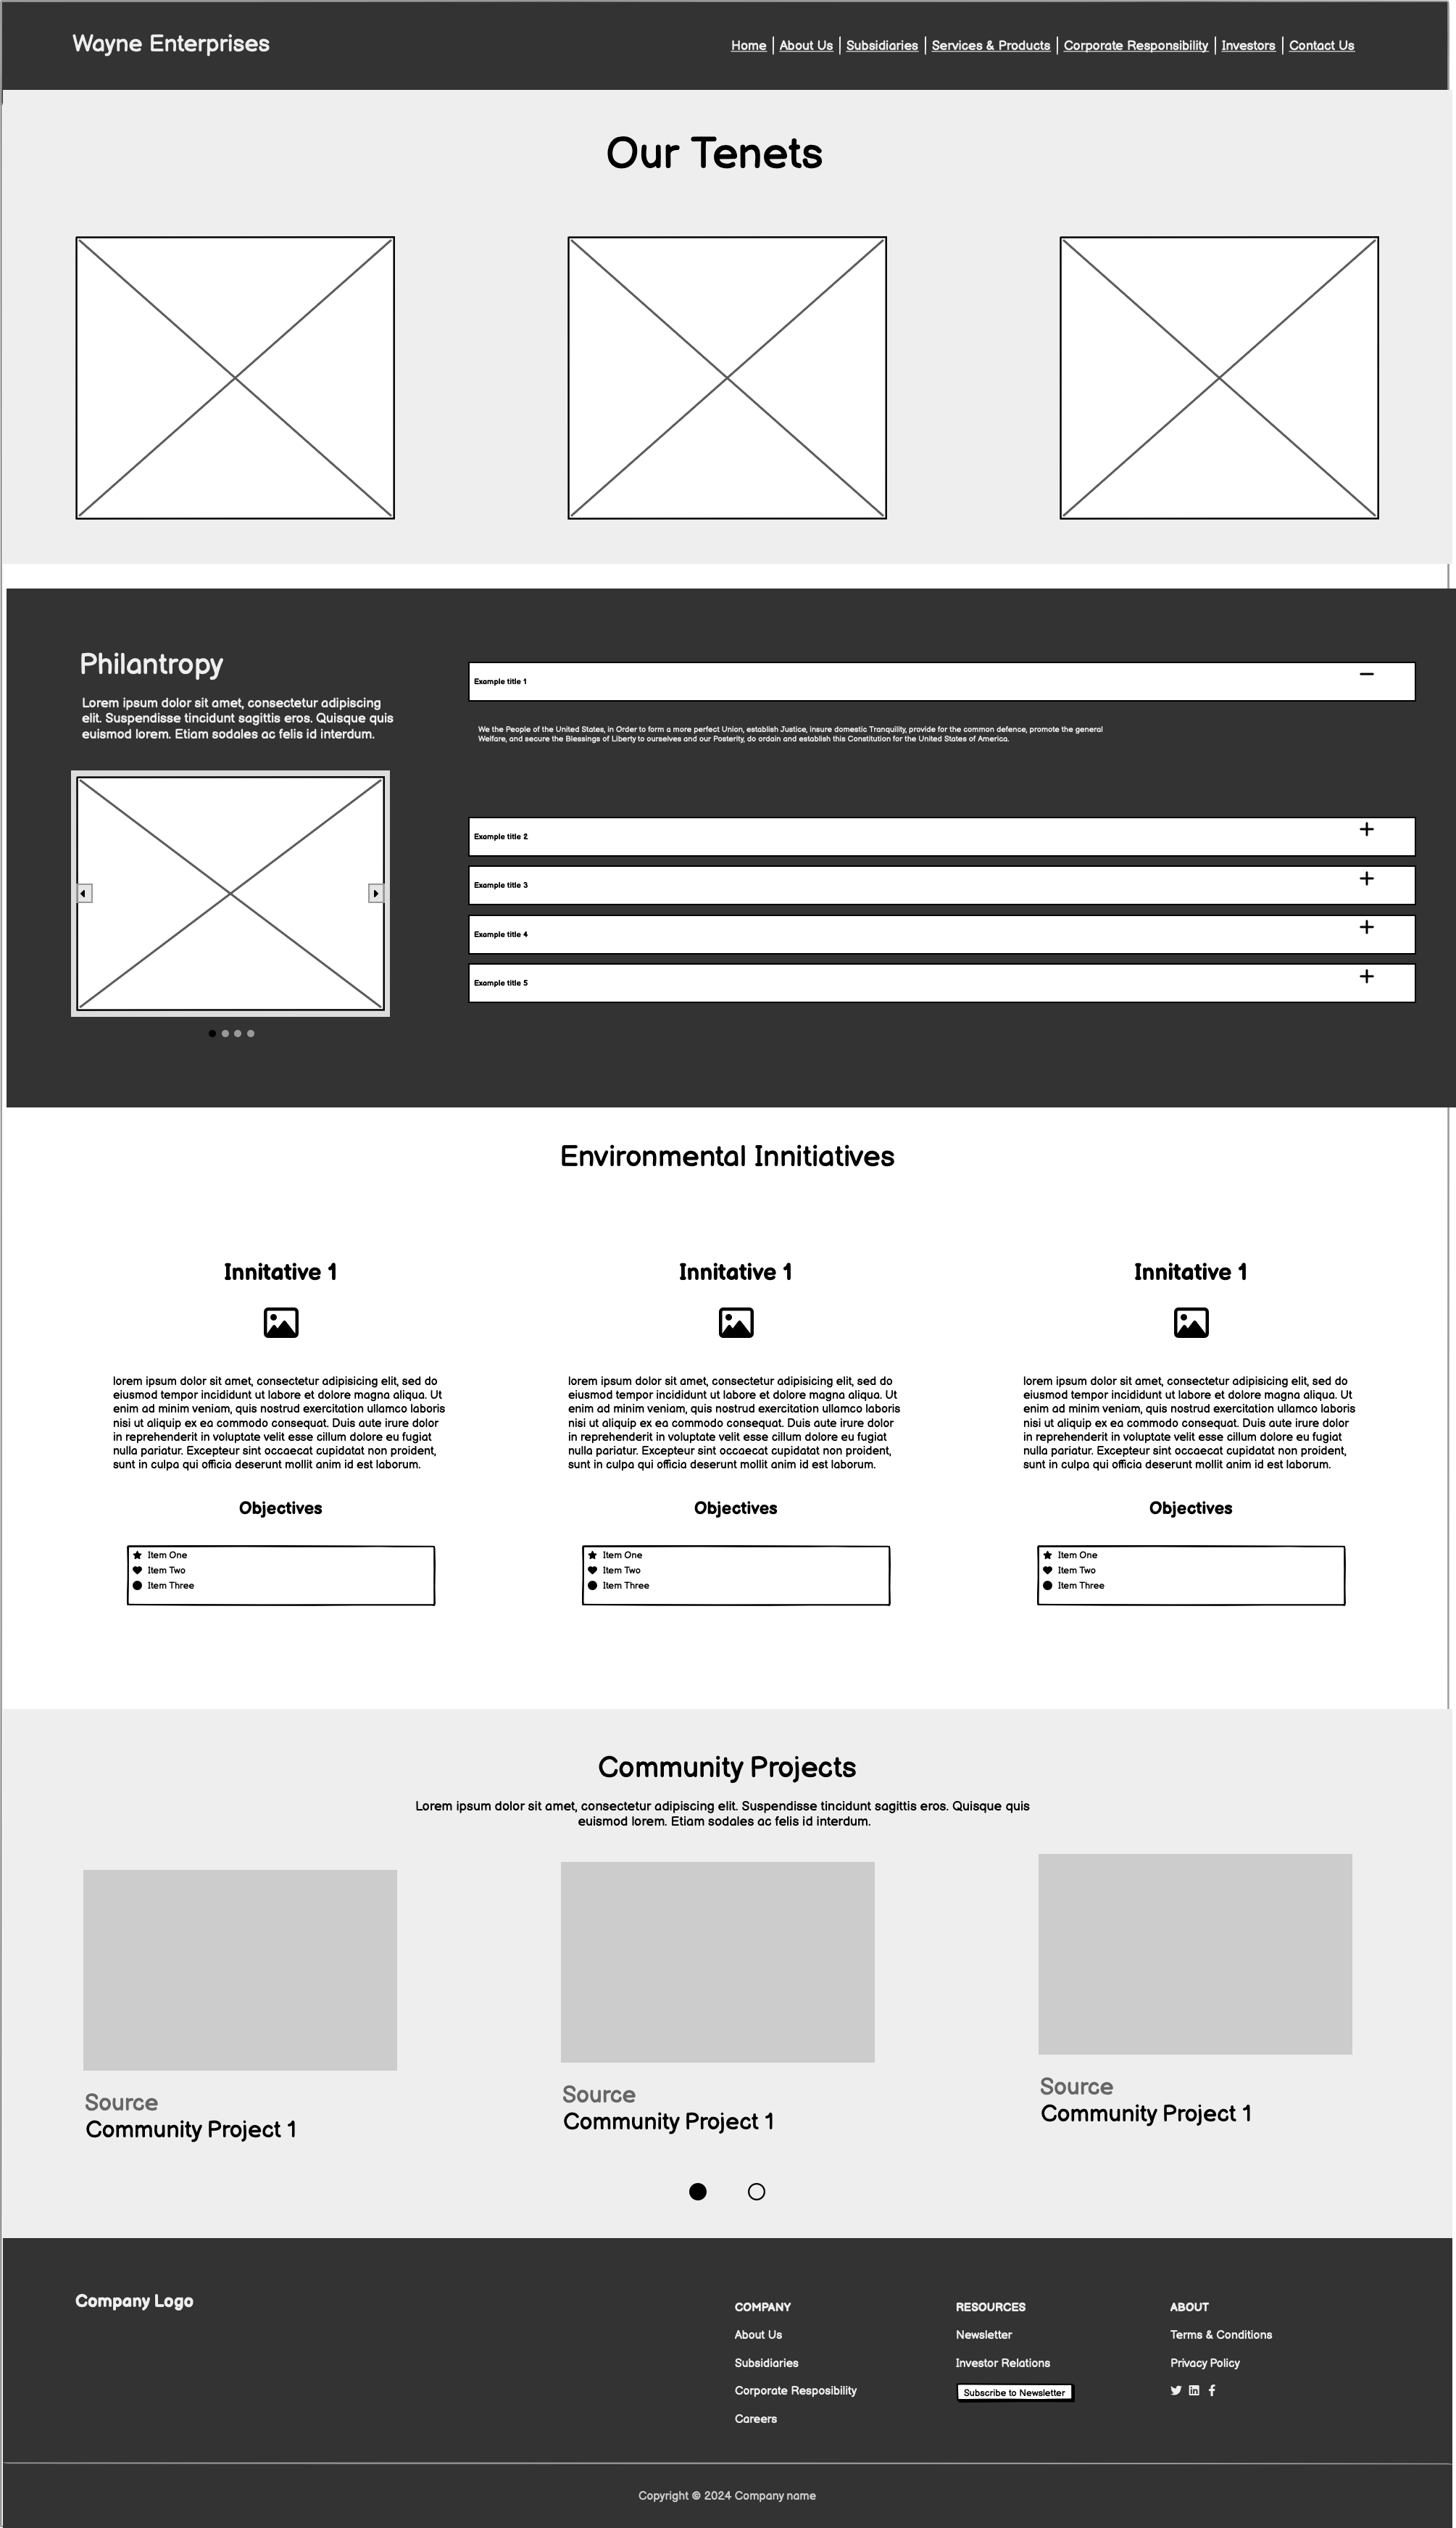 Wayne Enterprises
Home | About Us | Subsidiaries | Services & Products | Corporate Responsibility | Investors | Contact Us
Our Tenets
Philantropy
Lorem ipsum dolor sit amet, consectetur adipiscing
elit. Suspendisse tincidunt sagittis eros. Quisque quis
euismod lorem. Etiam sodales ac felis id interdum.
Example title 1
We the People of the United States, in Order to form a more perfect Union, establish Justice, insure domestic Tranquility, provide for the common defence, promote the general
Welfare, and secure the Blessings of Liberty to ourselves and our Posterity, do ordain and establish this Constitution for the United States of America.
Example title 2
Example title 3
Example title 4
Example title 5
Environmental Innitiatives
Innitative 1
lorem ipsum dolor sit amet, consectetur adipisicing elit, sed do
eiusmod tempor incididunt ut labore et dolore magna aliqua. Ut
enim ad minim veniam, quis nostrud exercitation ullamco laboris
nisi ut aliquip ex ea commodo consequat. Duis aute irure dolor
in reprehenderit in voluptate velit esse cillum dolore eu fugiat
nulla pariatur. Excepteur sint occaecat cupidatat non proident,
sunt in culpa qui officia deserunt mollit anim id est laborum.
Objectives
Item One
Item Two
Item Three
Innitative 1
lorem ipsum dolor sit amet, consectetur adipisicing elit, sed do
eiusmod tempor incididunt ut labore et dolore magna aliqua. Ut
enim ad minim veniam, quis nostrud exercitation ullamco laboris
nisi ut aliquip ex ea commodo consequat. Duis aute irure dolor
in reprehenderit in voluptate velit esse cillum dolore eu fugiat
nulla pariatur. Excepteur sint occaecat cupidatat non proident,
sunt in culpa qui officia deserunt mollit anim id est laborum.
Objectives
Item One
Item Two
Item Three
Innitative 1
lorem ipsum dolor sit amet, consectetur adipisicing elit, sed do
eiusmod tempor incididunt ut labore et dolore magna aliqua. Ut
enim ad minim veniam, quis nostrud exercitation ullamco laboris
nisi ut aliquip ex ea commodo consequat. Duis aute irure dolor
in reprehenderit in voluptate velit esse cillum dolore eu fugiat
nulla pariatur. Excepteur sint occaecat cupidatat non proident,
sunt in culpa qui officia deserunt mollit anim id est laborum.
Objectives
Item One
Item Two
Item Three
Community Projects
Lorem ipsum dolor sit amet, consectetur adipiscing elit. Suspendisse tincidunt sagittis eros. Quisque quis
euismod lorem. Etiam sodales ac felis id interdum.
Source
Community Project 1
Source
Community Project 1
Source
Community Project 1
Company Logo
COMPANY
About Us
Subsidiaries
Corporate Resposibility
Careers
RESOURCES
Newsletter
Investor Relations
Subscribe to Newsletter
ABOUT
Terms & Conditions
Privacy Policy
Copyright © 2024 Company name